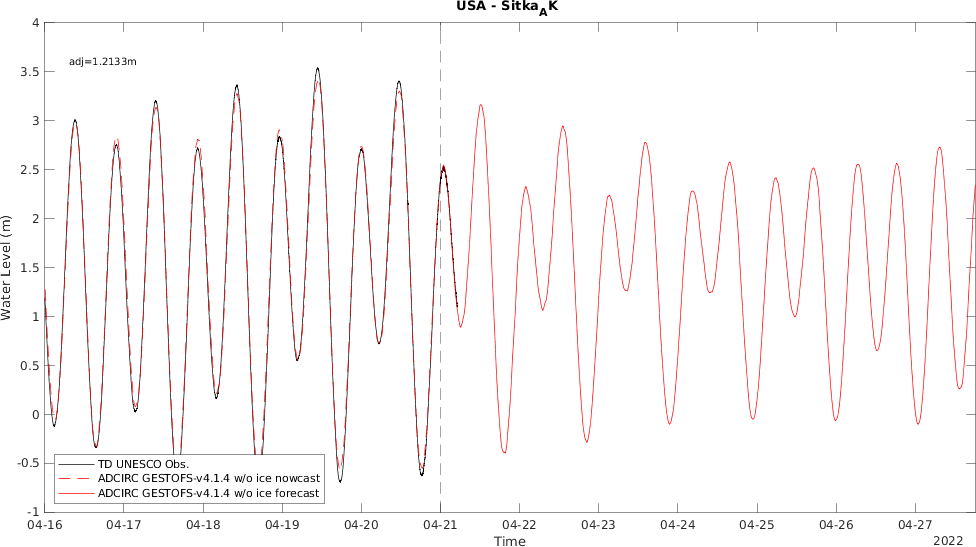 USA - SitkaAK
adj=1.2133m
4
3.5
3
2.5
2
1.5
1
0.5
0
-0.5
-1
Water Level (m)
TD UNESCO Obs.
ADCIRC GESTOFS-v4.1.4 w/o ice nowcast
ADCIRC GESTOFS-v4.1.4 w/o ice forecast
04-16 04-17 04-18 04-19 04-20 04-21 04-22 04-23 04-24 04-25 04-26 04-27
Time
2022